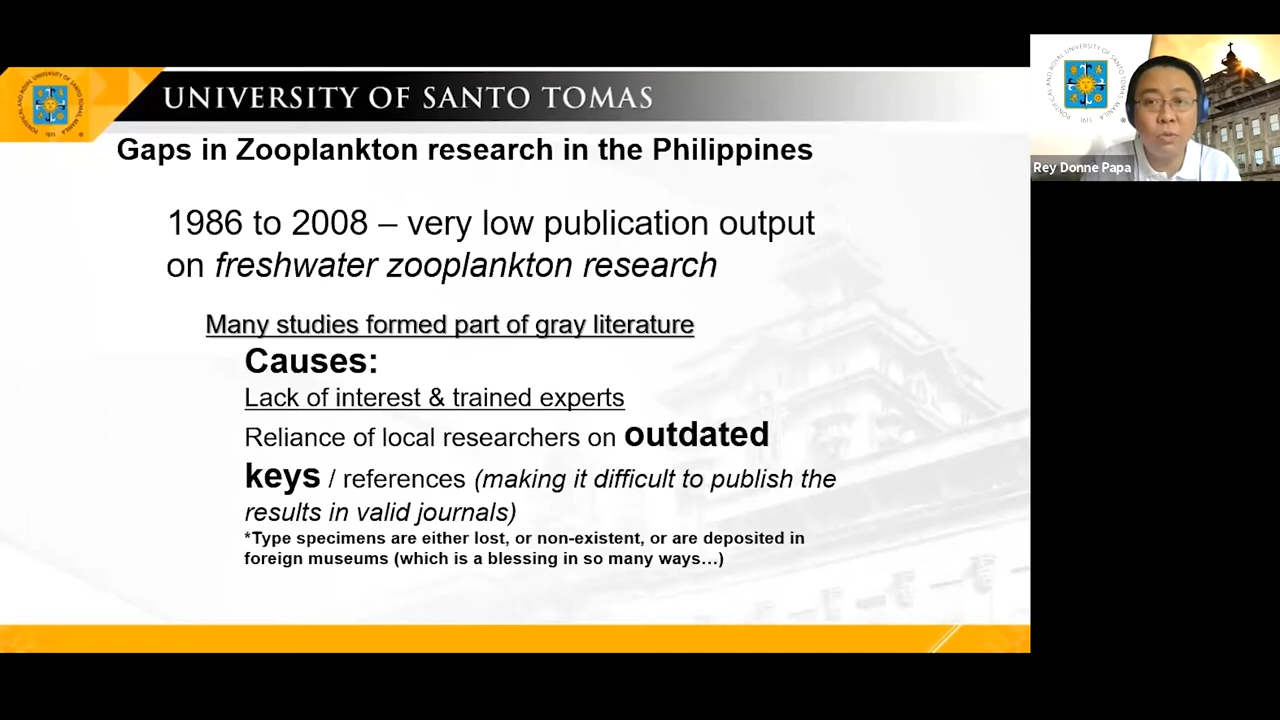 UNIVERSITY OF SANTO TOMAS
Gaps in Zooplankton research in the Philippines
1986 to 2008 – very low publication output
on freshwater zooplankton research
Many studies formed part of gray literature
Causes:
Lack of interest & trained experts
Reliance of local researchers on outdated
keys / references (making it difficult to publish the
results in valid journals)
*Type specimens are either lost, or non-existent, or are deposited in
foreign museums (which is a blessing in so many ways…)
Rey Donne Papa